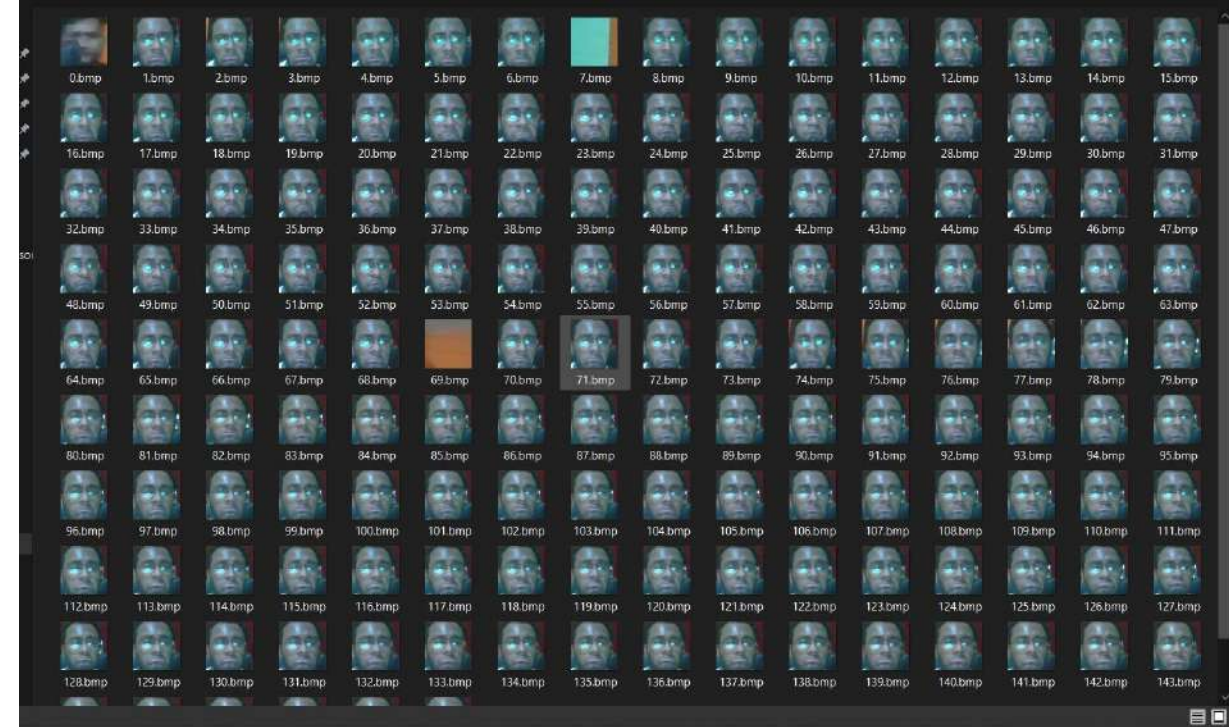 0.bmp 1.bmp 2.bmp 3.bmp 4.bmp 5.bmp 6.bmp 7.bmp 8.bmp 9.bmp 10.bmp 11.bmp 12.bmp 13.bmp 14.bmp 15.bmp
16.bmp 17.bmp 18.bmp 19.bmp 20.bmp 21.bmp 22.bmp 23.bmp 24.bmp 25.bmp 26.bmp 27.bmp 28.bmp 29.bmp 30.bmp 31.bmp
32.bmp 33.bmp 34.bmp 35.bmp 36.bmp 37.bmp 38.bmp 39.bmp 40.bmp 41.bmp 42.bmp 43.bmp 44.bmp 45.bmp 46.bmp 47.bmp
48.bmp 49.bmp 50.bmp 51.bmp 52.bmp 53.bmp 54.bmp 55.bmp 56.bmp 57.bmp 58.bmp 59.bmp 60.bmp 61.bmp 62.bmp 63.bmp
64.bmp 65.bmp 66.bmp 67.bmp 68.bmp 69.bmp 70.bmp 71.bmp 72.bmp 73.bmp 74.bmp 75.bmp 76.bmp 77.bmp 78.bmp 79.bmp
80.bmp 81.bmp 82.bmp 83.bmp 84.bmp 85.bmp 86.bmp 87.bmp 88.bmp 89.bmp 90.bmp 91.bmp 92.bmp 93.bmp 94.bmp 95.bmp
96.bmp 97.bmp 98.bmp 99.bmp 100.bmp 101.bmp 102.bmp 103.bmp 104.bmp 105.bmp 106.bmp 107.bmp 108.bmp 109.bmp 110.bmp 111.bmp
112.bmp 113.bmp 114.bmp 115.bmp 116.bmp 117.bmp 118.bmp 119.bmp 120.bmp 121.bmp 122.bmp 123.bmp 124.bmp 125.bmp 126.bmp 127.bmp
128.bmp 129.bmp 130.bmp 131.bmp 132.bmp 133.bmp 134.bmp 135.bmp 136.bmp 137.bmp 138.bmp 139.bmp 140.bmp 141.bmp 142.bmp 143.bmp